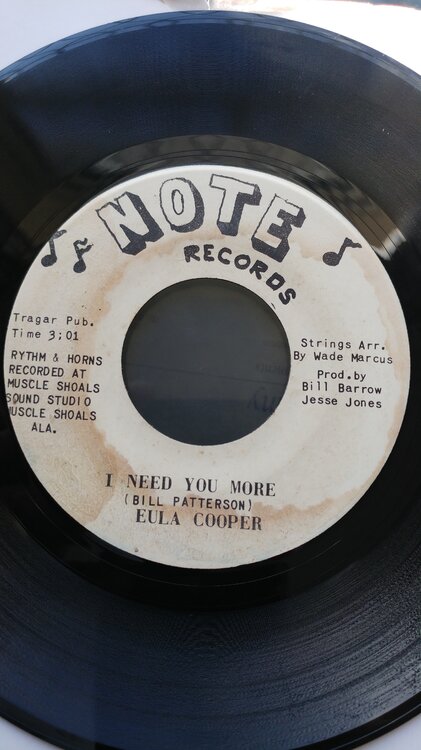 NOTE
RECORDS
Tragar Pub.
Time 3;01
RYTHM & HORNS
RECORDED AT
MUSCLE SHOALS
SOUND STUDIO
MUSCLE SHOALS
ALA.
Strings Arr.
By Wade Marcus
Prod.by
Bill Barrow
Jesse Jones
I NEED YOU MORE
(BILL PATTERSON)
EULA COOPER